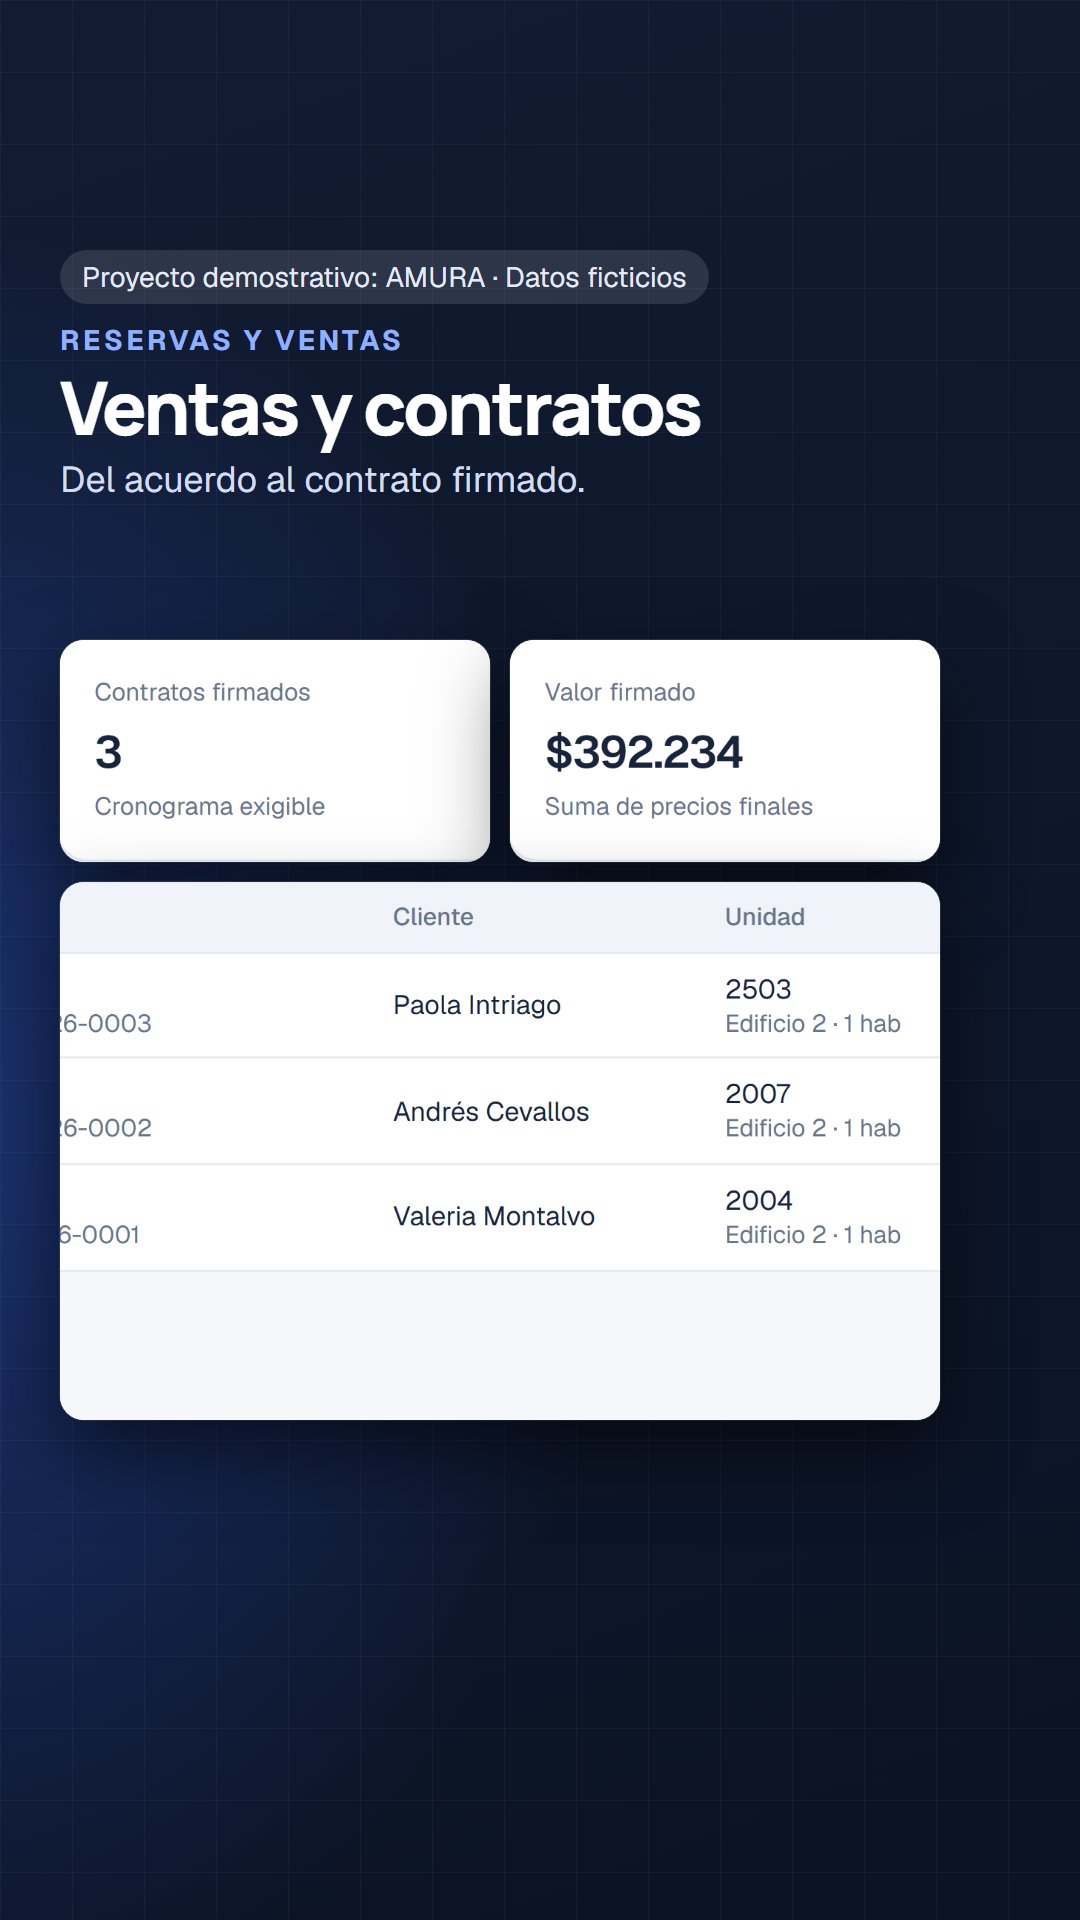 Proyecto demostrativo: AMURA · Datos ficticios
RESERVAS Y VENTAS
Ventas y contratos
Del acuerdo al contrato firmado.
Contratos firmados
3
Cronograma exigible
Valor firmado
$392.234
Suma de precios finales
Cliente Unidad
Paola Intriago 2503
26-0003 Edificio 2 · 1 hab
Andrés Cevallos 2007
26-0002 Edificio 2 · 1 hab
Valeria Montalvo 2004
6-0001 Edificio 2 · 1 hab